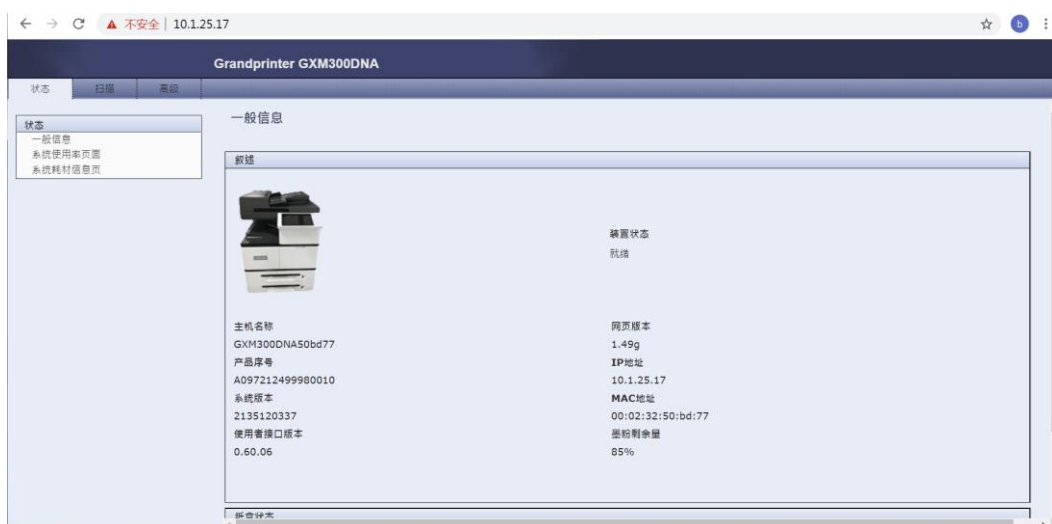 不安全 | 10.1.25.17
b
Grandprinter GXM300DNA
状态 扫描 高级
状态
一般信息
系统使用率页面
系统耗材信息页
一般信息
叙述
装置状态
就绪
主机名称
GXM300DNA50bd77
产品序号
A097212499980010
系统版本
2135120337
使用者接口版本
0.60.06
网页版本
1.49g
IP地址
10.1.25.17
MAC地址
00:02:32:50:bd:77
墨粉剩余量
85%
纸盒状态